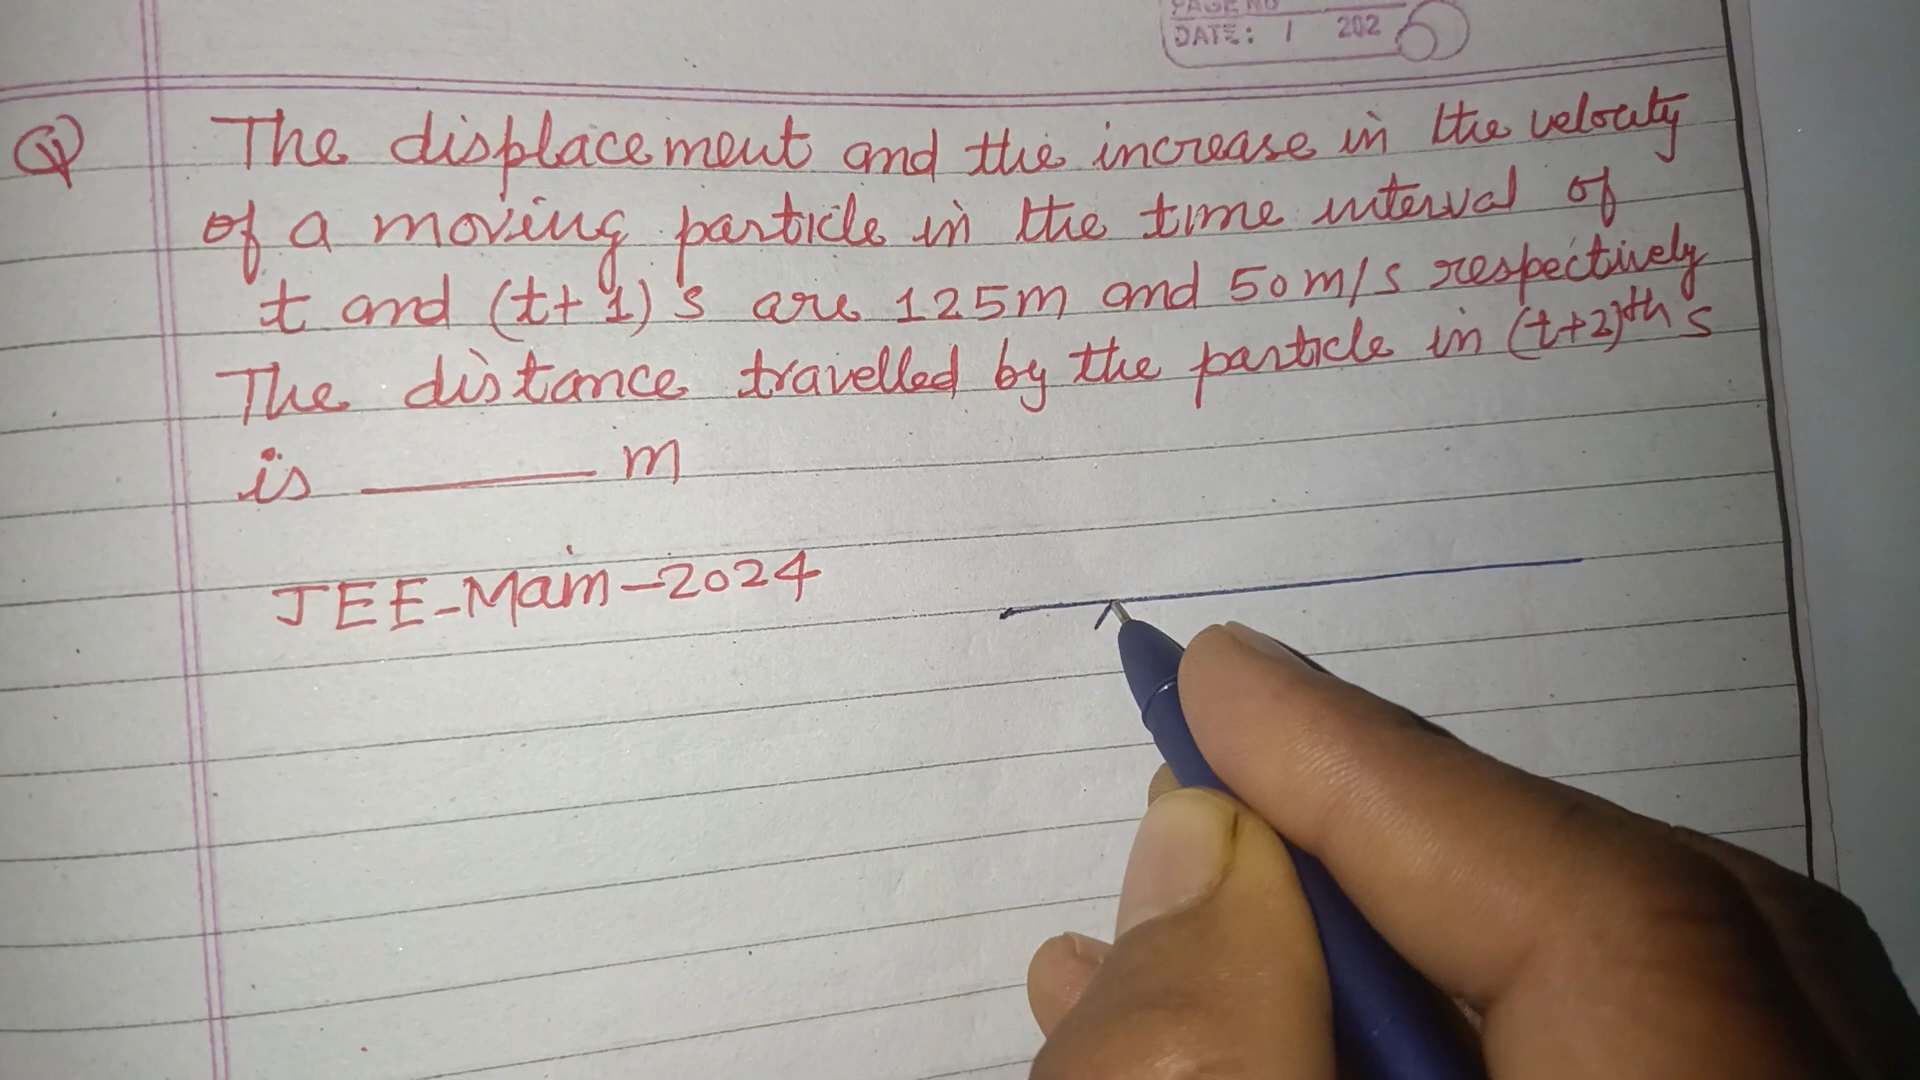 PAGE NO
DATE: / 202
Q The displacement and the increase in the velocity
of a moving particle in the time interval of
t and (t+1) s are 125m and 50m/s respectively
The distance travelled by the particle in (t+2)th s
is ______ m
JEE-Main-2024